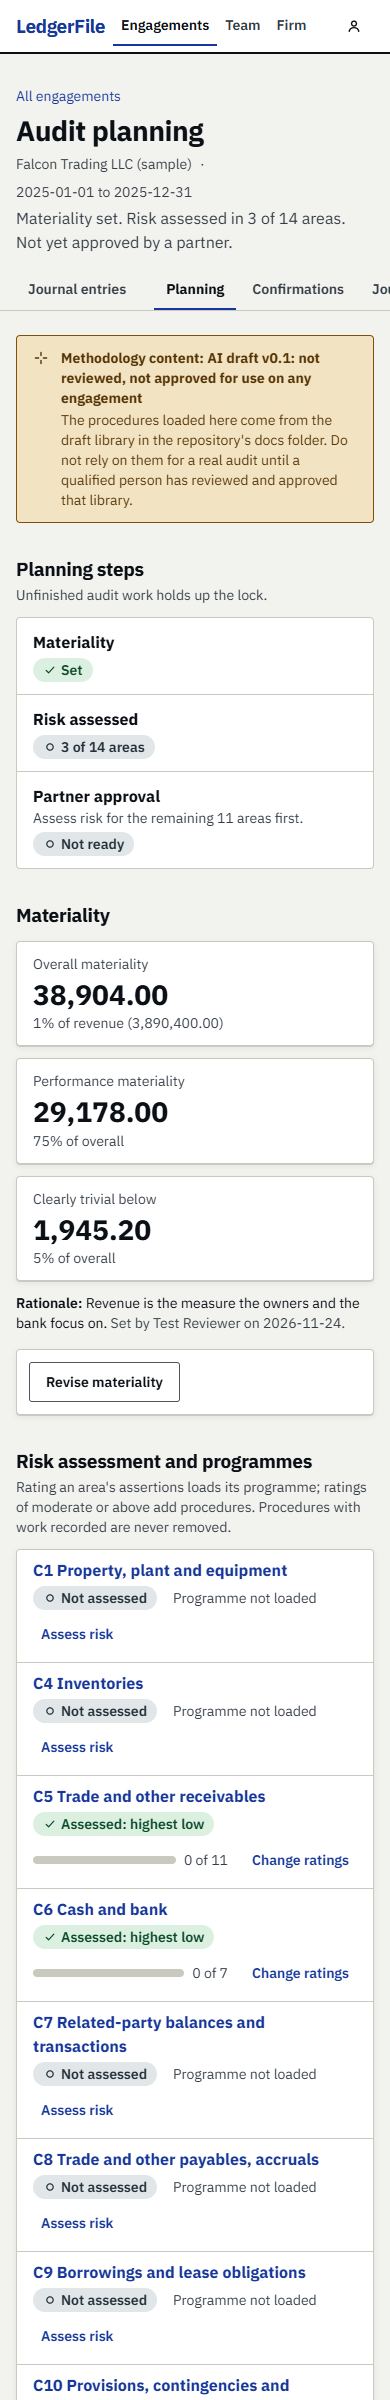 LedgerFile Engagements Team Firm
All engagements
Audit planning
Falcon Trading LLC (sample) ·
2025-01-01 to 2025-12-31
Materiality set. Risk assessed in 3 of 14 areas.
Not yet approved by a partner.
Journal entries Planning Confirmations Jou
Methodology content: AI draft v0.1: not
reviewed, not approved for use on any
engagement
The procedures loaded here come from the
draft library in the repository's docs folder. Do
not rely on them for a real audit until a
qualified person has reviewed and approved
that library.
Planning steps
Unfinished audit work holds up the lock.
Materiality
Set
Risk assessed
3 of 14 areas
Partner approval
Assess risk for the remaining 11 areas first.
Not ready
Materiality
Overall materiality
38,904.00
1% of revenue (3,890,400.00)
Performance materiality
29,178.00
75% of overall
Clearly trivial below
1,945.20
5% of overall
Rationale: Revenue is the measure the owners and the
bank focus on. Set by Test Reviewer on 2026-11-24.
Revise materiality
Risk assessment and programmes
Rating an area's assertions loads its programme; ratings
of moderate or above add procedures. Procedures with
work recorded are never removed.
C1 Property, plant and equipment
Not assessed Programme not loaded
Assess risk
C4 Inventories
Not assessed Programme not loaded
Assess risk
C5 Trade and other receivables
Assessed: highest low
0 of 11 Change ratings
C6 Cash and bank
Assessed: highest low
0 of 7 Change ratings
C7 Related-party balances and
transactions
Not assessed Programme not loaded
Assess risk
C8 Trade and other payables, accruals
Not assessed Programme not loaded
Assess risk
C9 Borrowings and lease obligations
Not assessed Programme not loaded
Assess risk
C10 Provisions, contingencies and